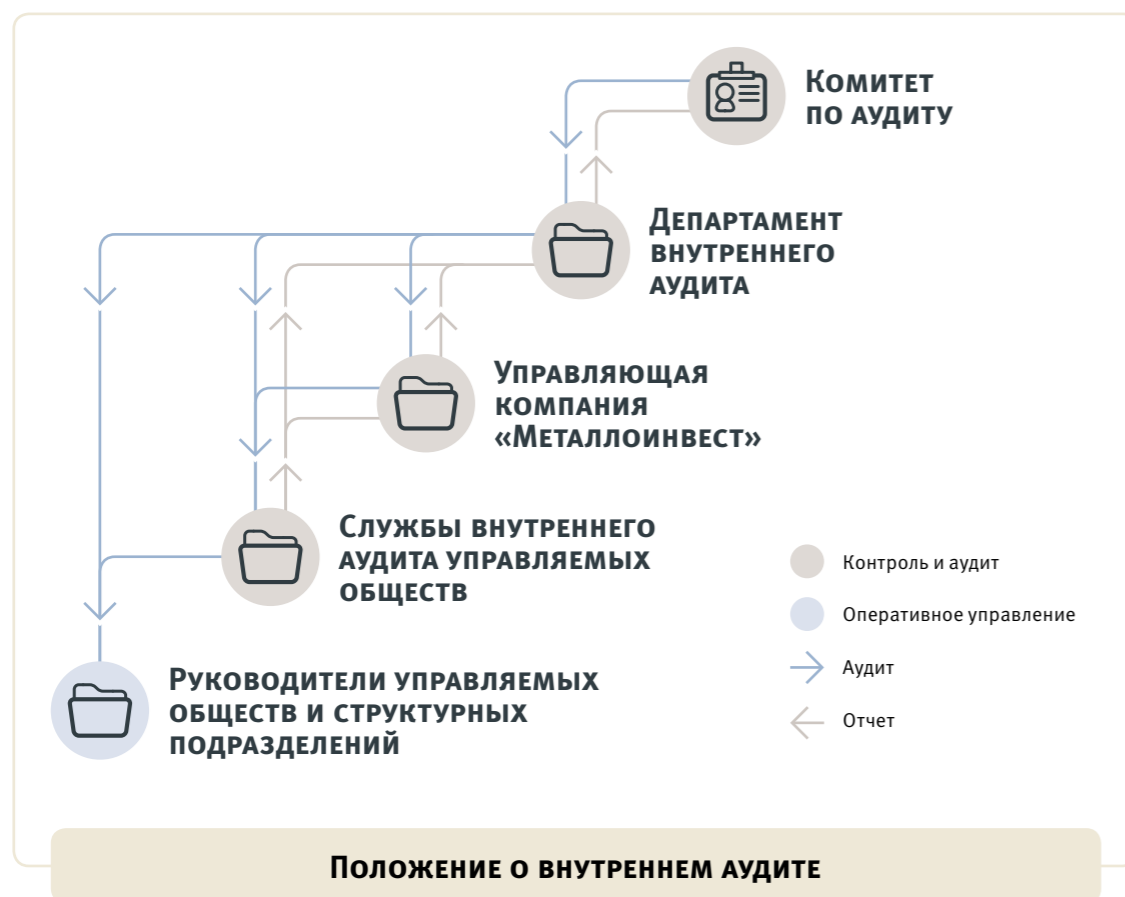 Комитет
по аудиту
Департамент
внутреннего
аудита
Управляющая
компания
«Металлоинвест»
Службы внутреннего
аудита управляемых
обществ
Руководители управляемых
обществ и структурных
подразделений
Контроль и аудит
Оперативное управление
Аудит
Отчет
Положение о внутреннем аудите